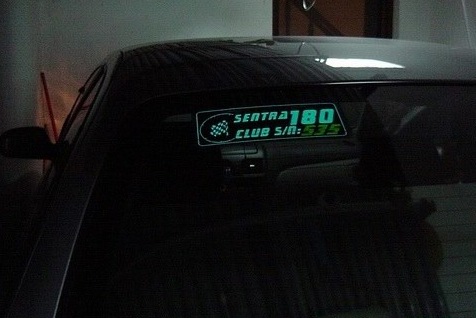 SENTRA 180
CLUB S/N: 535